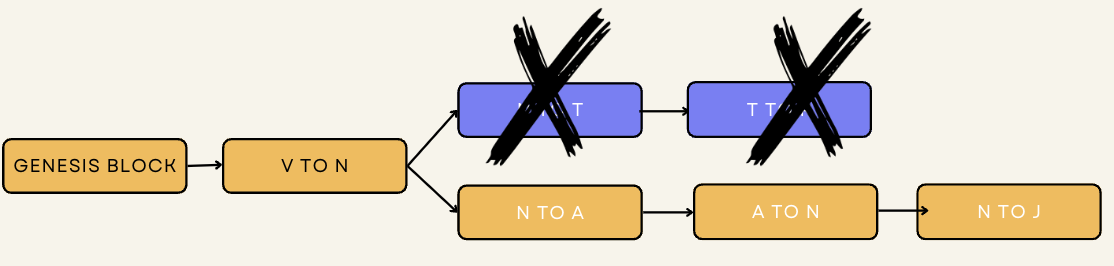 GENESIS BLOCK
V TO N
T
T T
N TO A
A TO N
N TO J